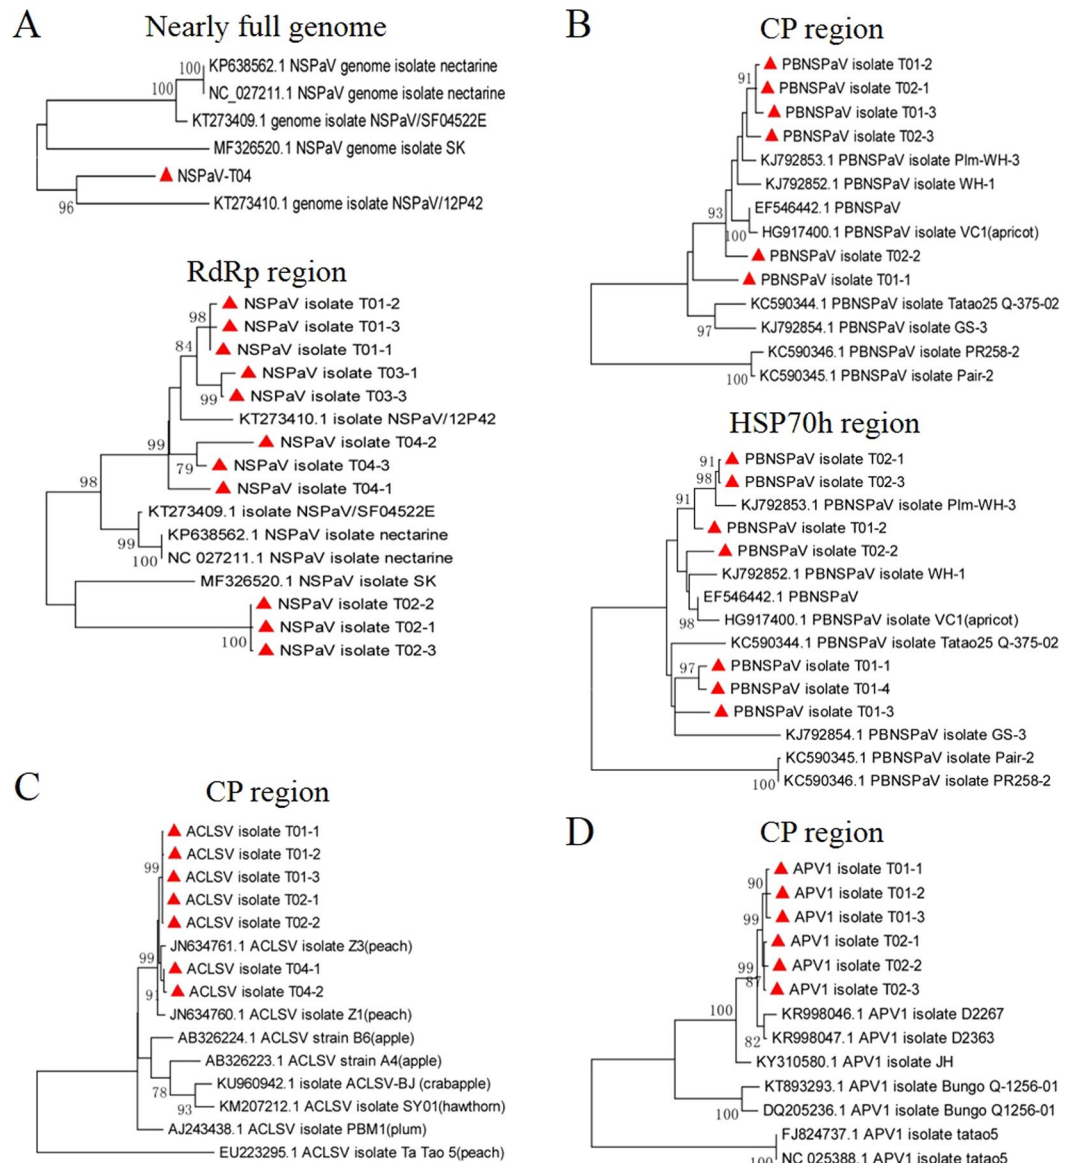 A
Nearly full genome
100
KP638562.1 NSPaV genome isolate nectarine
100
NC_027211.1 NSPaV genome isolate nectarine
KT273409.1 genome isolate NSPaV/SF04522E
MF326520.1 NSPaV genome isolate SK
NSPaV-T04
96
KT273410.1 genome isolate NSPaV/12P42
RdRp region
NSPaV isolate T01-2
98
NSPaV isolate T01-3
84
NSPaV isolate T01-1
NSPaV isolate T03-1
99
NSPaV isolate T03-3
KT273410.1 isolate NSPaV/12P42
99
NSPaV isolate T04-2
79
NSPaV isolate T04-3
98
NSPaV isolate T04-1
KT273409.1 isolate NSPaV/SF04522E
99
KP638562.1 NSPaV isolate nectarine
100
NC 027211.1 NSPaV isolate nectarine
MF326520.1 NSPaV isolate SK
NSPaV isolate T02-2
NSPaV isolate T02-1
100
NSPaV isolate T02-3
B
CP region
PBNSPaV isolate T01-2
91
PBNSPaV isolate T02-1
PBNSPaV isolate T01-3
PBNSPaV isolate T02-3
KJ792853.1 PBNSPaV isolate Plm-WH-3
KJ792852.1 PBNSPaV isolate WH-1
93
EF546442.1 PBNSPaV
100
HG917400.1 PBNSPaV isolate VC1(apricot)
PBNSPaV isolate T02-2
PBNSPaV isolate T01-1
KC590344.1 PBNSPaV isolate Tatao25 Q-375-02
97
KJ792854.1 PBNSPaV isolate GS-3
KC590346.1 PBNSPaV isolate PR258-2
100
KC590345.1 PBNSPaV isolate Pair-2
HSP70h region
91
PBNSPaV isolate T02-1
98
PBNSPaV isolate T02-3
91
KJ792853.1 PBNSPaV isolate Plm-WH-3
PBNSPaV isolate T01-2
PBNSPaV isolate T02-2
KJ792852.1 PBNSPaV isolate WH-1
EF546442.1 PBNSPaV
98
HG917400.1 PBNSPaV isolate VC1(apricot)
KC590344.1 PBNSPaV isolate Tatao25 Q-375-02
97
PBNSPaV isolate T01-1
PBNSPaV isolate T01-4
PBNSPaV isolate T01-3
KJ792854.1 PBNSPaV isolate GS-3
KC590345.1 PBNSPaV isolate Pair-2
100
KC590346.1 PBNSPaV isolate PR258-2
C
CP region
ACLSV isolate T01-1
ACLSV isolate T01-2
99
ACLSV isolate T01-3
ACLSV isolate T02-1
ACLSV isolate T02-2
JN634761.1 ACLSV isolate Z3(peach)
99
ACLSV isolate T04-1
91
ACLSV isolate T04-2
JN634760.1 ACLSV isolate Z1(peach)
AB326224.1 ACLSV strain B6(apple)
AB326223.1 ACLSV strain A4(apple)
78
KU960942.1 isolate ACLSV-BJ (crabapple)
93
KM207212.1 ACLSV isolate SY01(hawthorn)
AJ243438.1 ACLSV isolate PBM1(plum)
EU223295.1 ACLSV isolate Ta Tao 5(peach)
D
CP region
APV1 isolate T01-1
90
APV1 isolate T01-2
99
APV1 isolate T01-3
APV1 isolate T02-1
99
APV1 isolate T02-2
87
APV1 isolate T02-3
100
KR998046.1 APV1 isolate D2267
82
KR998047.1 APV1 isolate D2363
KY310580.1 APV1 isolate JH
KT893293.1 APV1 isolate Bungo Q-1256-01
100
DQ205236.1 APV1 isolate Bungo Q1256-01
FJ824737.1 APV1 isolate tatao5
100
NC 025388.1 APV1 isolate tatao5